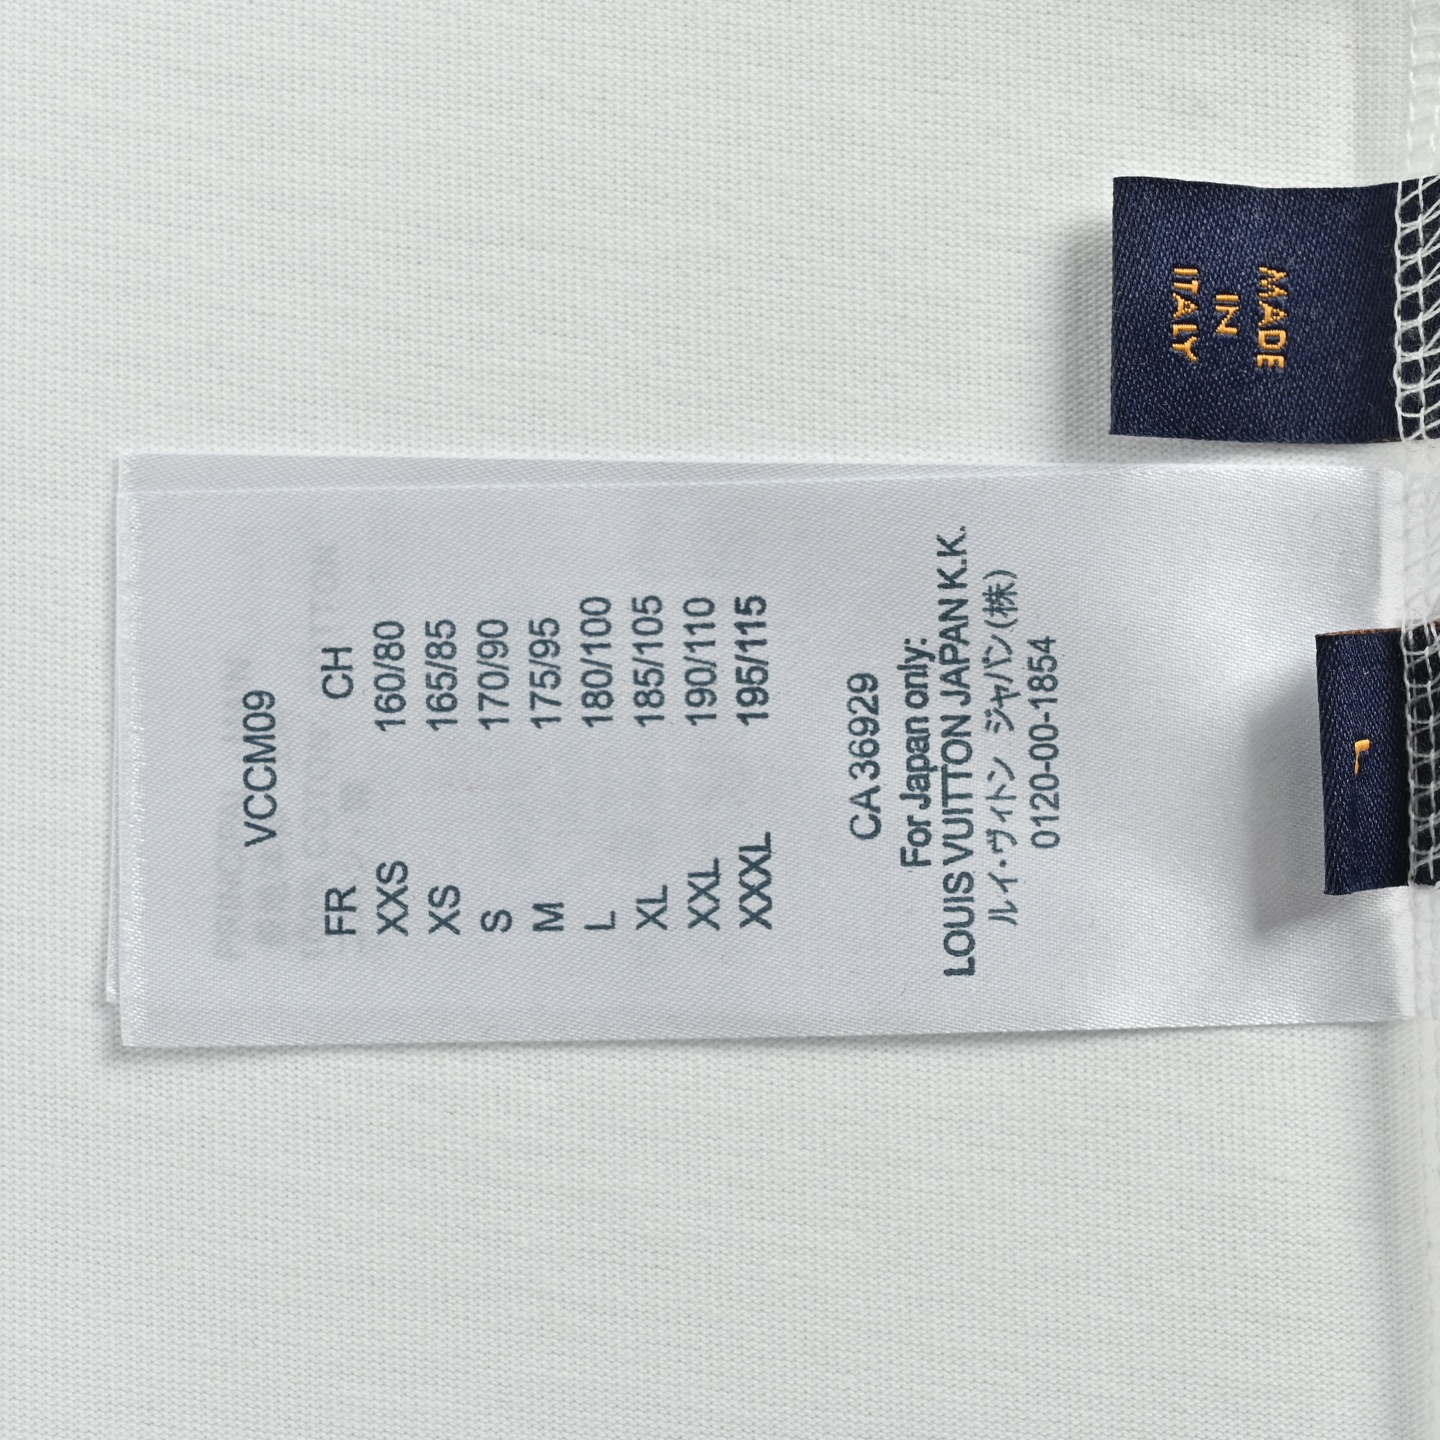 MADE
IN
ITALY
VCCM09
FR CH
XXS 160/80
XS 165/85
S 170/90
M 175/95
L 180/100
XL 185/105
XXL 190/110
XXXL 195/115
CA 36929
For Japan only:
LOUIS VUITTON JAPAN K.K.
ルイ・ヴィトン ジャパン(株)
0120-00-1854
L